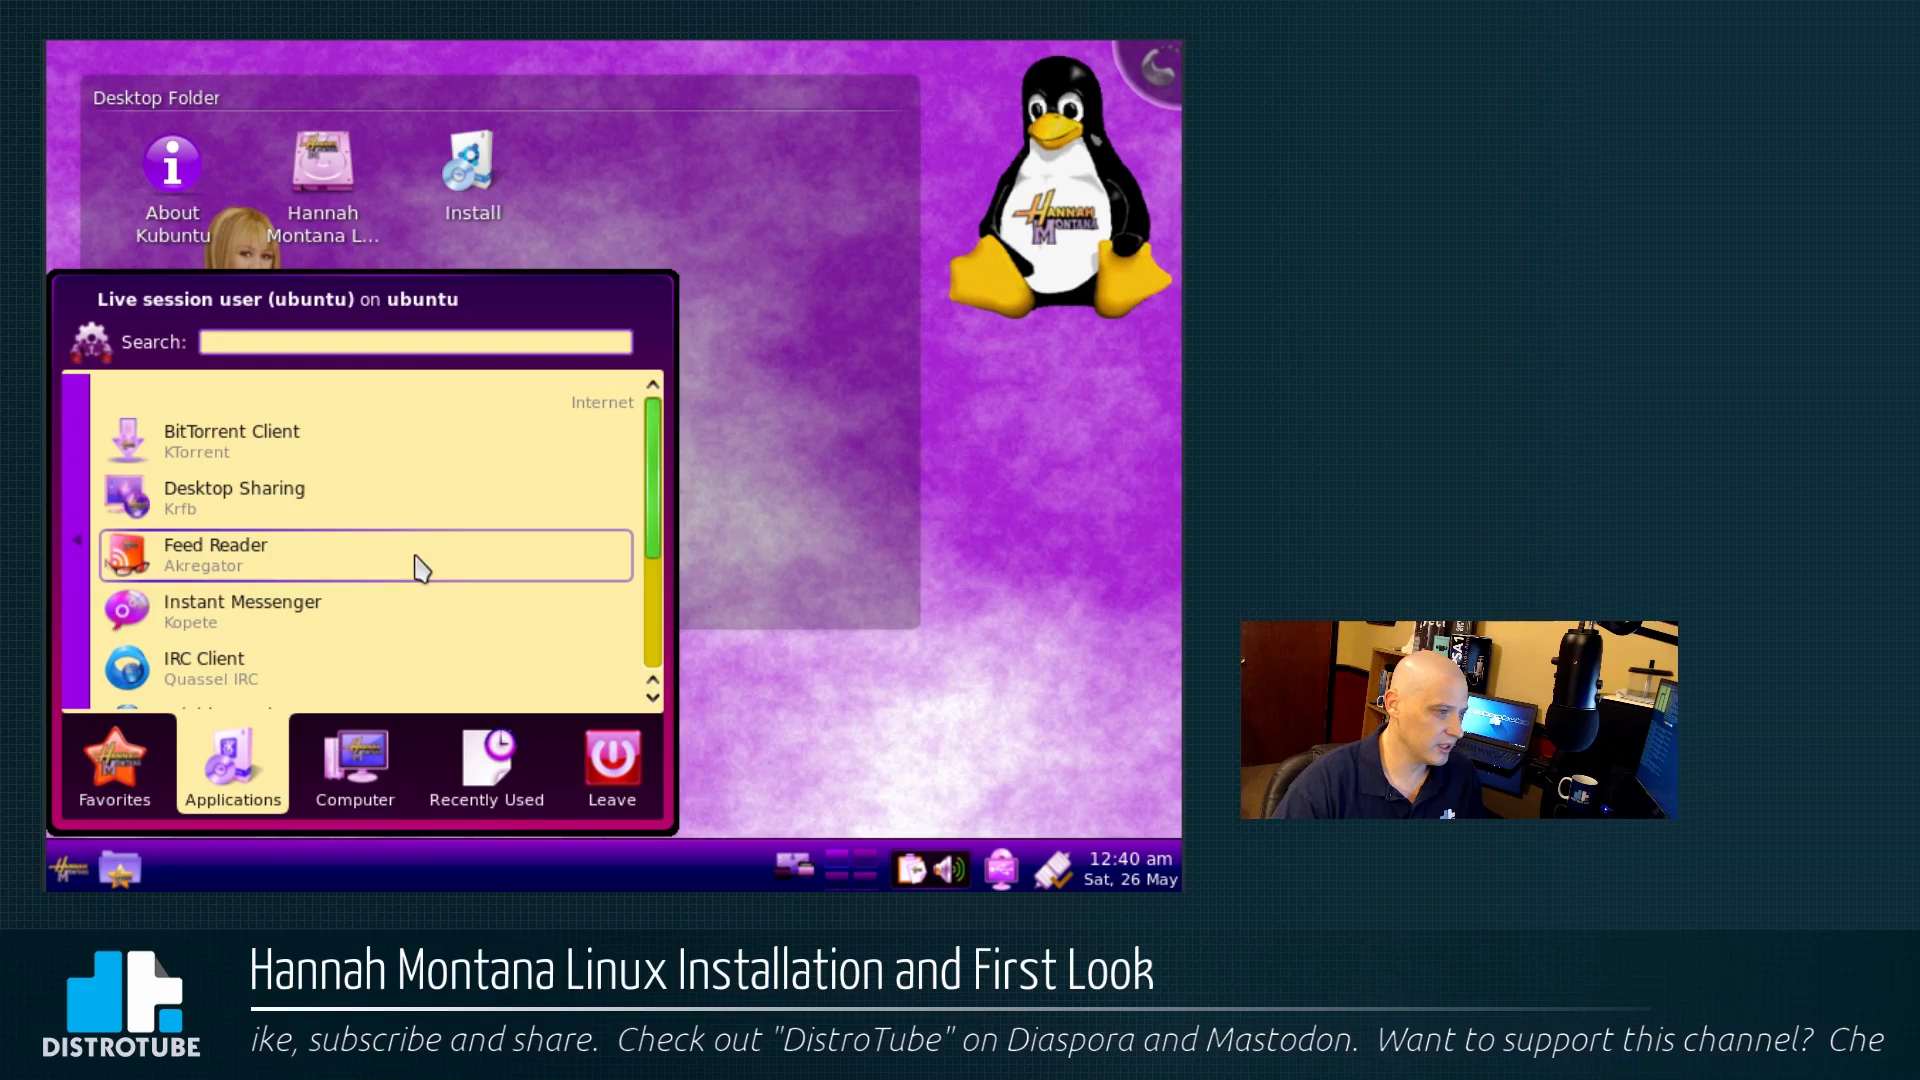 Desktop Folder
About
Kubuntu
Hannah
Montana L...
Install
HANNAH
MONTANA
Live session user (ubuntu) on ubuntu
Search:
Internet
BitTorrent Client
KTorrent
Desktop Sharing
Krfb
Feed Reader
Akregator
Instant Messenger
Kopete
IRC Client
Quassel IRC
Favorites
Applications
Computer
Recently Used
Leave
12:40 am
Sat, 26 May
Hannah Montana Linux Installation and First Look
DISTROTUBE
ike, subscribe and share. Check out "DistroTube" on Diaspora and Mastodon. Want to support this channel? Che